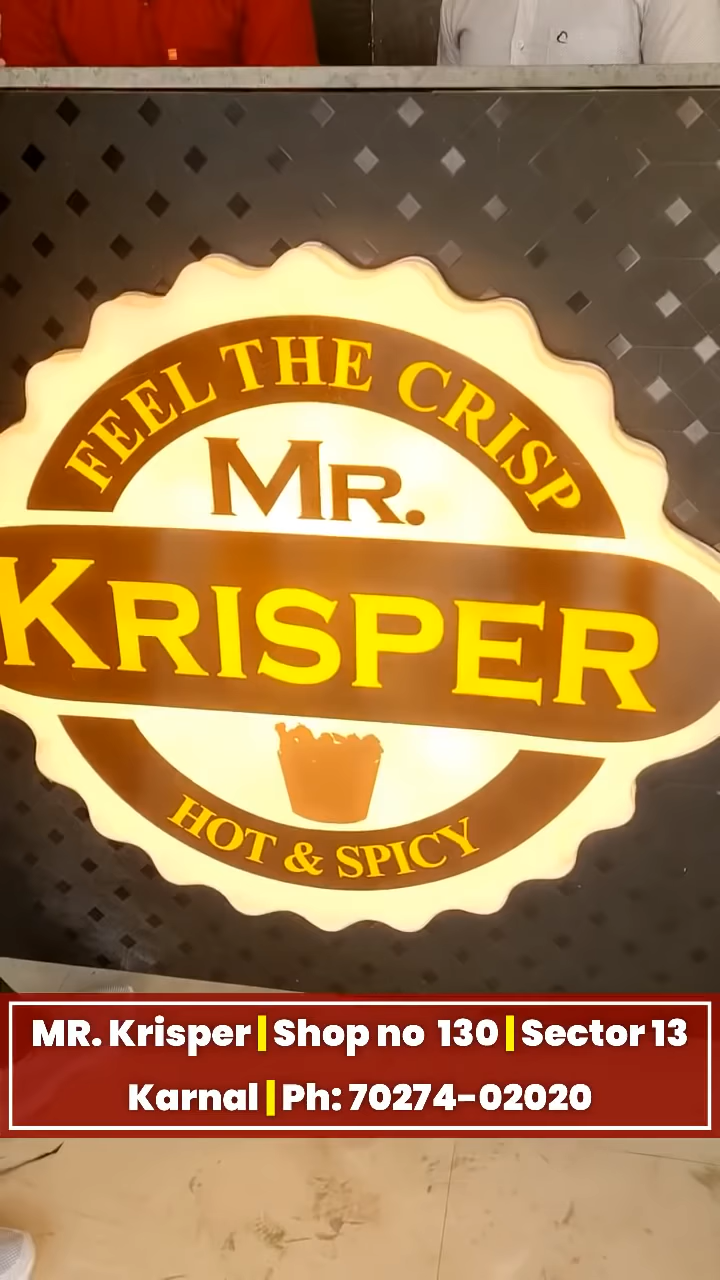 FEEL THE CRISP
MR.
KRISPER
HOT & SPICY
MR. Krisper | Shop no 130 | Sector 13
Karnal | Ph: 70274-02020